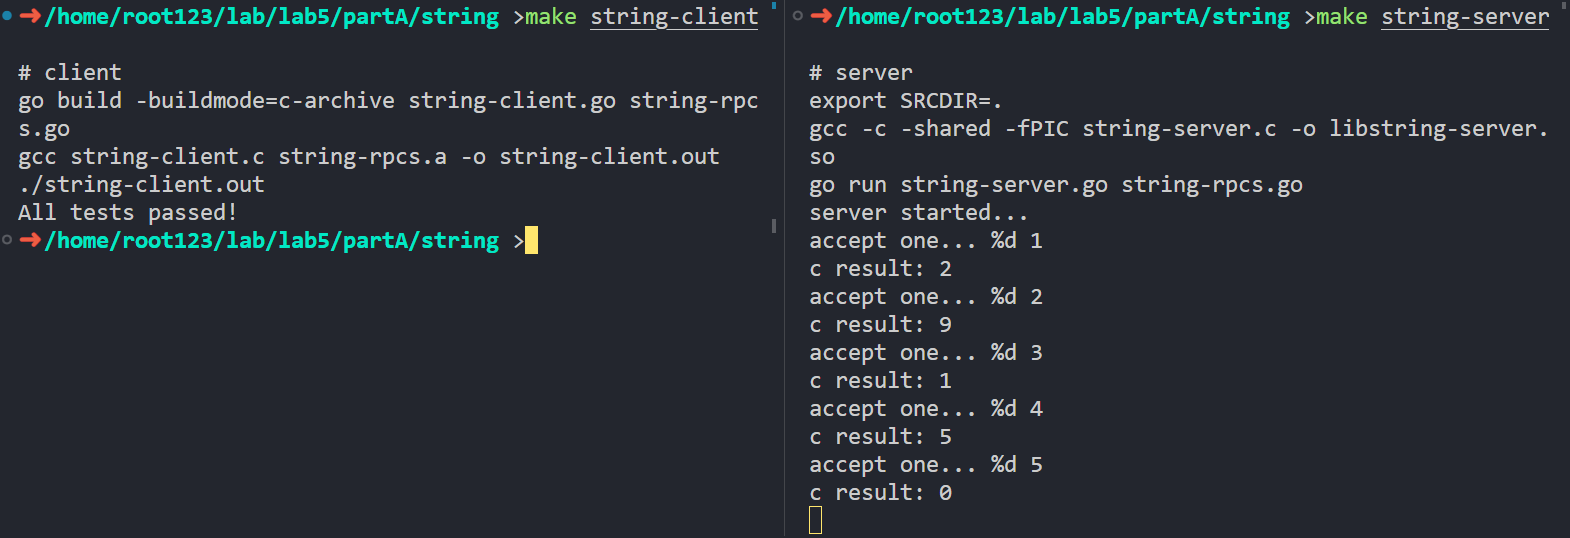 ➜/home/root123/lab/lab5/partA/string >make string-client
# client
go build -buildmode=c-archive string-client.go string-rpc
s.go
gcc string-client.c string-rpcs.a -o string-client.out
./string-client.out
All tests passed!
➜/home/root123/lab/lab5/partA/string >
➜/home/root123/lab/lab5/partA/string >make string-server
# server
export SRCDIR=.
gcc -c -shared -fPIC string-server.c -o libstring-server.
so
go run string-server.go string-rpcs.go
server started...
accept one... %d 1
c result: 2
accept one... %d 2
c result: 9
accept one... %d 3
c result: 1
accept one... %d 4
c result: 5
accept one... %d 5
c result: 0